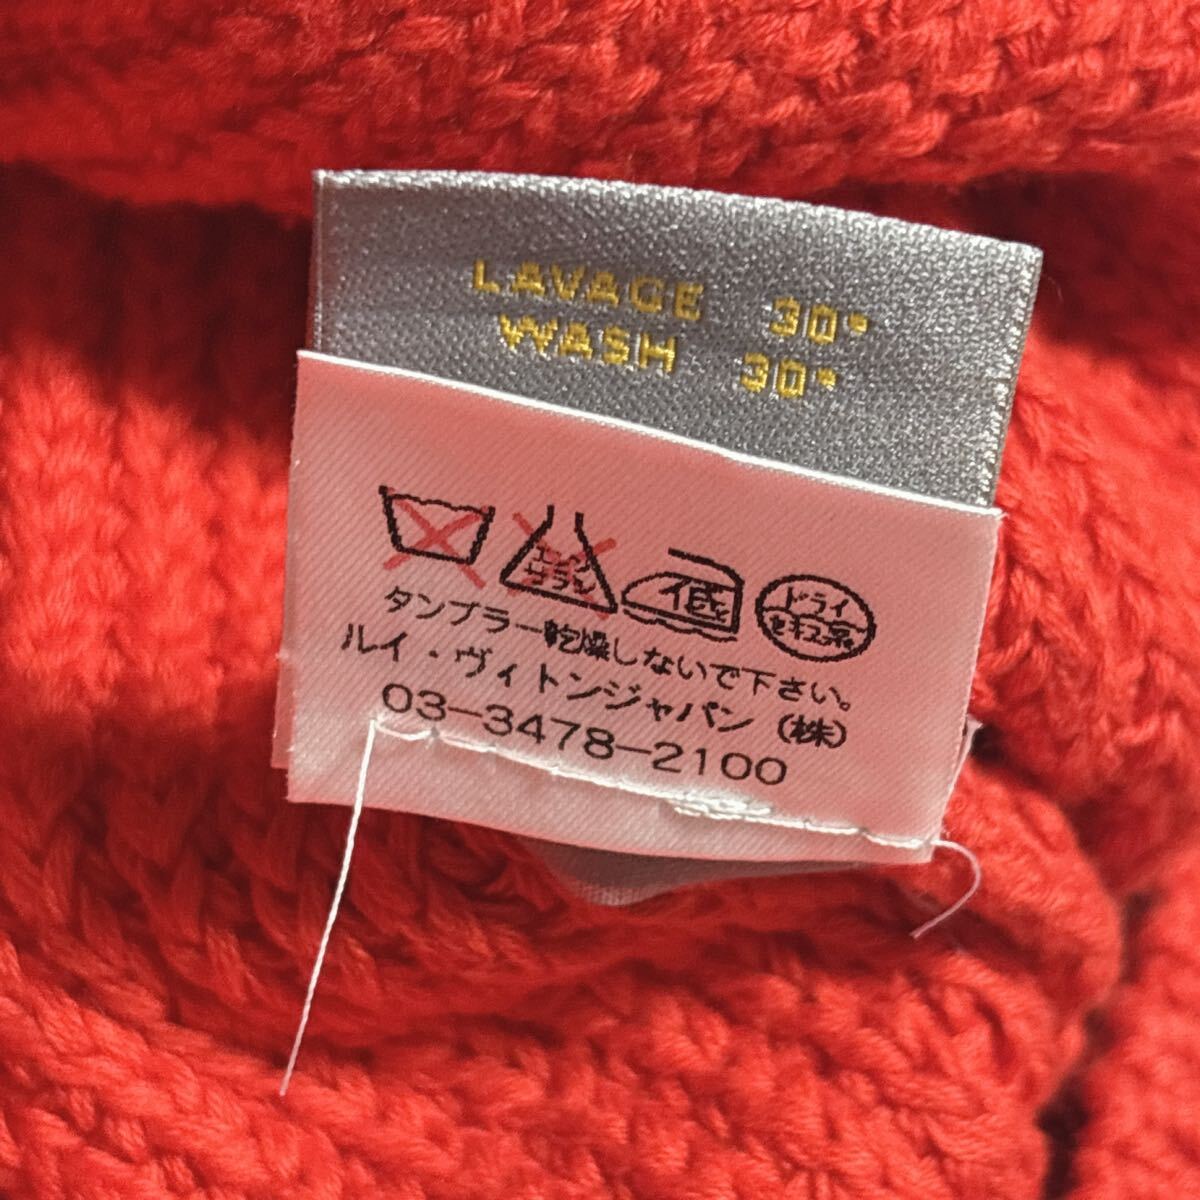 LAVAGE 30°
WASH 30°
エンソ サラシ
低
ドライ
セキユ系
タンブラー乾燥しないで下さい。
ルイ・ヴィトンジャパン（株）
03-3478-2100